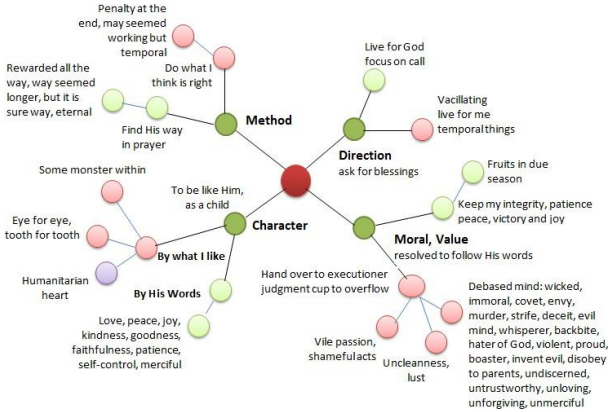 Penalty at the
end, may seemed
working but
temporal
Do what I
think is right
Rewarded all the
way, way seemed
longer, but it is
sure way, eternal
Find His way
in prayer
Method
Live for God
focus on call
Vacillating
live for me
temporal things
Direction
ask for blessings
Some monster within
Eye for eye,
tooth for tooth
Humanitarian
heart
To be like Him,
as a child
Character
By what I like
By His Words
Love, peace, joy,
kindness, goodness,
faithfulness, patience,
self-control, merciful
Fruits in due
season
Keep my integrity, patience
peace, victory and joy
Moral, Value
resolved to follow His words
Hand over to executioner
judgment cup to overflow
Vile passion,
shameful acts
Uncleanness,
lust
Debased mind: wicked,
immoral, covet, envy,
murder, strife, deceit, evil
mind, whisperer, backbite,
hater of God, violent, proud,
boaster, invent evil, disobey
to parents, undiscerned,
untrustworthy, unloving,
unforgiving, unmerciful